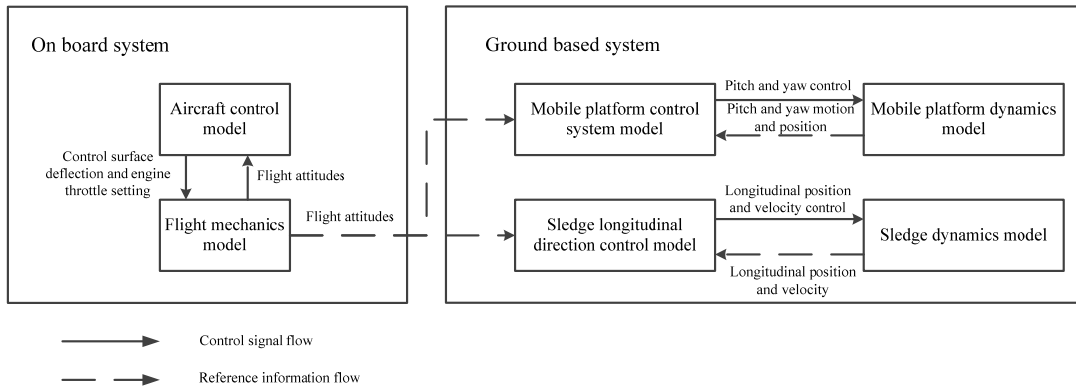 On board system
Aircraft control
model
Control surface
deflection and engine
throttle setting
Flight attitudes
Flight mechanics
model
Flight attitudes
Ground based system
Mobile platform control
system model
Pitch and yaw control
Pitch and yaw motion
and position
Mobile platform dynamics
model
Sledge longitudinal
direction control model
Longitudinal position
and velocity control
Longitudinal position
and velocity
Sledge dynamics model
Control signal flow
Reference information flow